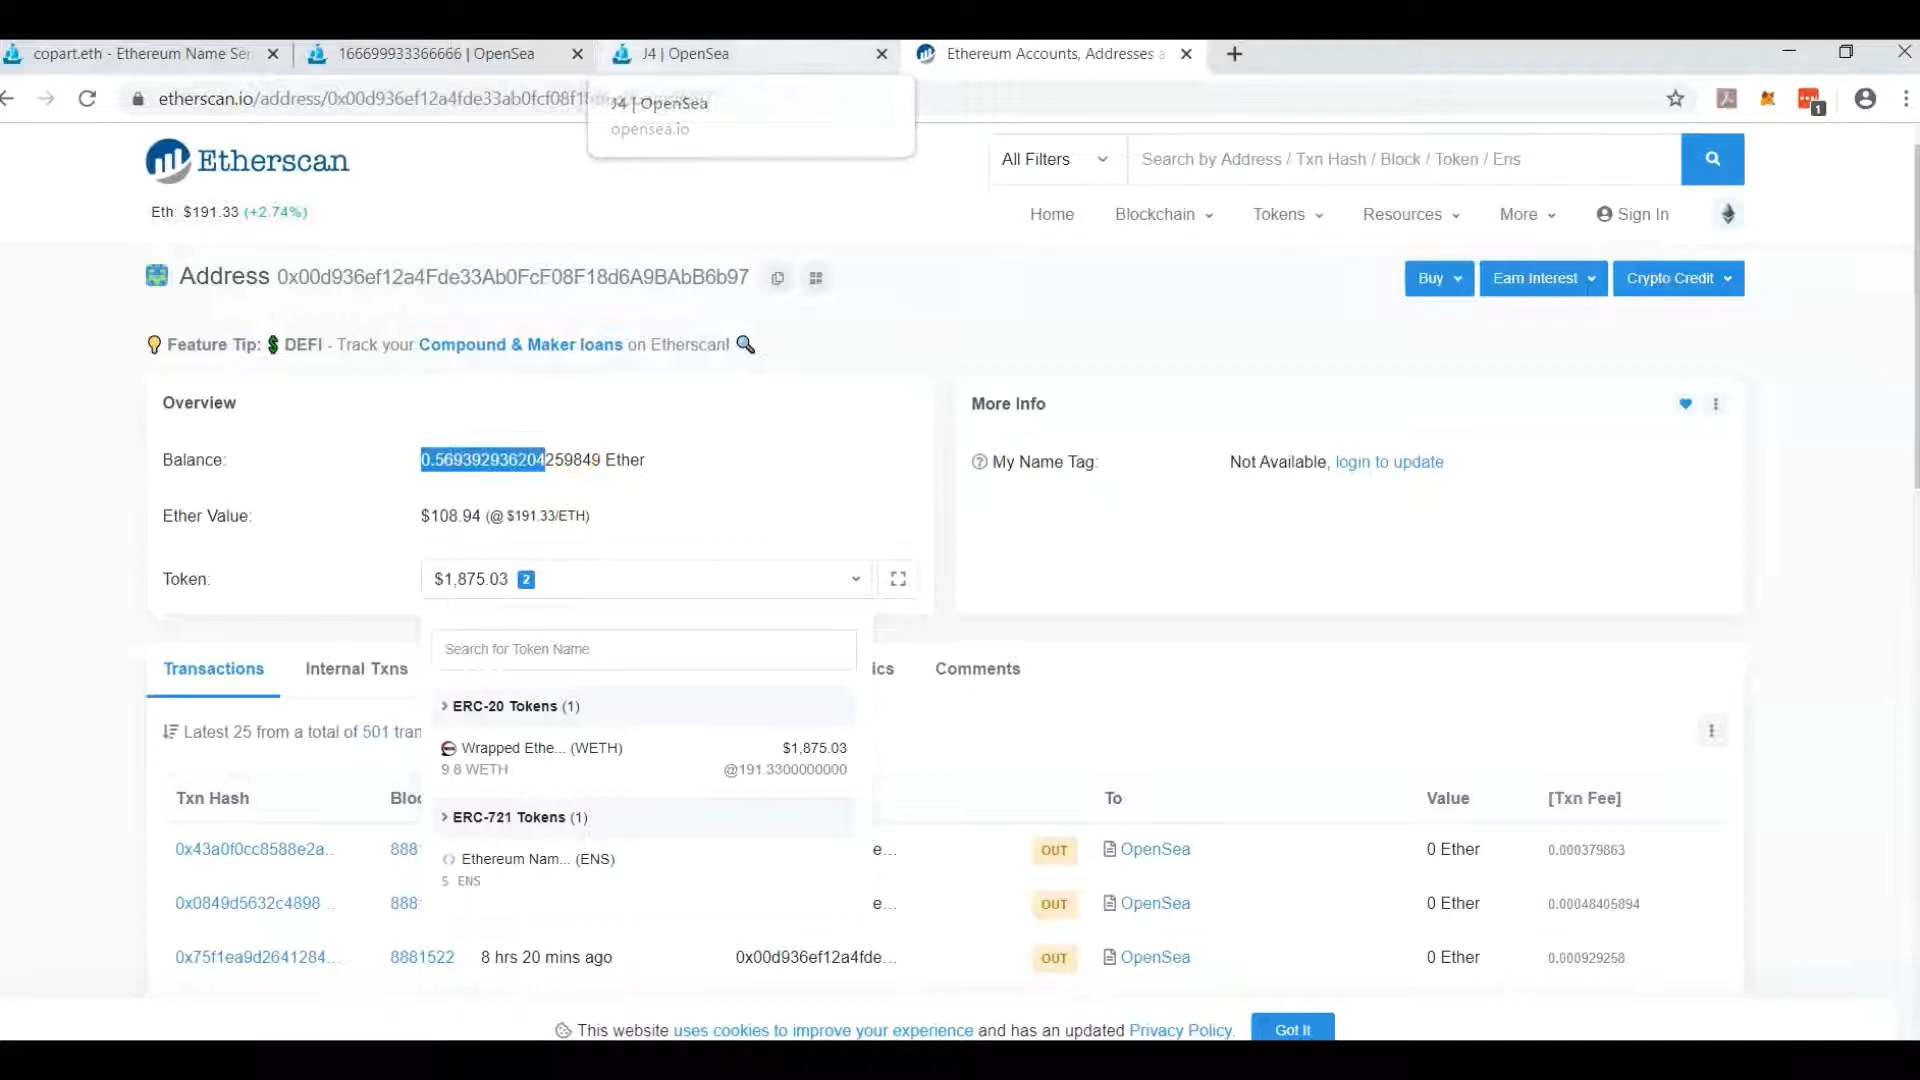 copart.eth - Ethereum Name Ser
166699933366666 | OpenSea
J4 | OpenSea
Ethereum Accounts, Addresses a
etherscan.io/address/0x00d936ef12a4fde33ab0fcf08f18
J4 | OpenSea
opensea.io
1
Etherscan
All Filters
Search by Address / Txn Hash / Block / Token / Ens
Eth: $191.33 (+2.74%)
Home
Blockchain
Tokens
Resources
More
Sign In
Address 0x00d936ef12a4Fde33Ab0FcF08F18d6A9BAbB6b97
Buy
Earn Interest
Crypto Credit
Feature Tip: DEFI - Track your Compound & Maker loans on Etherscan!
Overview
Balance:
0.569392936204259849 Ether
Ether Value:
$108.94 (@ $191.33/ETH)
Token:
$1,875.03 2
More Info
My Name Tag:
Not Available, login to update
Search for Token Name
ERC-20 Tokens (1)
Wrapped Ethe... (WETH)
$1,875.03
9.8 WETH
@191.3300000000
ERC-721 Tokens (1)
Ethereum Nam... (ENS)
5 ENS
Transactions
Internal Txns
ics
Comments
Latest 25 from a total of 501 tran
Txn Hash
Bloc
To
Value
[Txn Fee]
0x43a0f0cc8588e2a..
888
e...
OUT
OpenSea
0 Ether
0.000379863
0x0849d5632c4898 ..
888
e...
OUT
OpenSea
0 Ether
0.00048405894
0x75f1ea9d2641284...
8881522
8 hrs 20 mins ago
0x00d936ef12a4fde...
OUT
OpenSea
0 Ether
0.000929258
This website uses cookies to improve your experience and has an updated Privacy Policy.
Got It